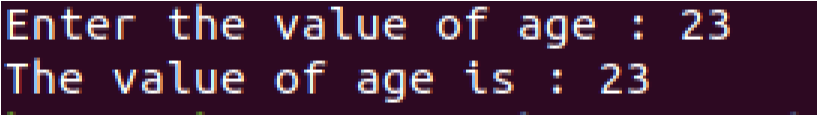 Enter the value of age : 23
The value of age is : 23